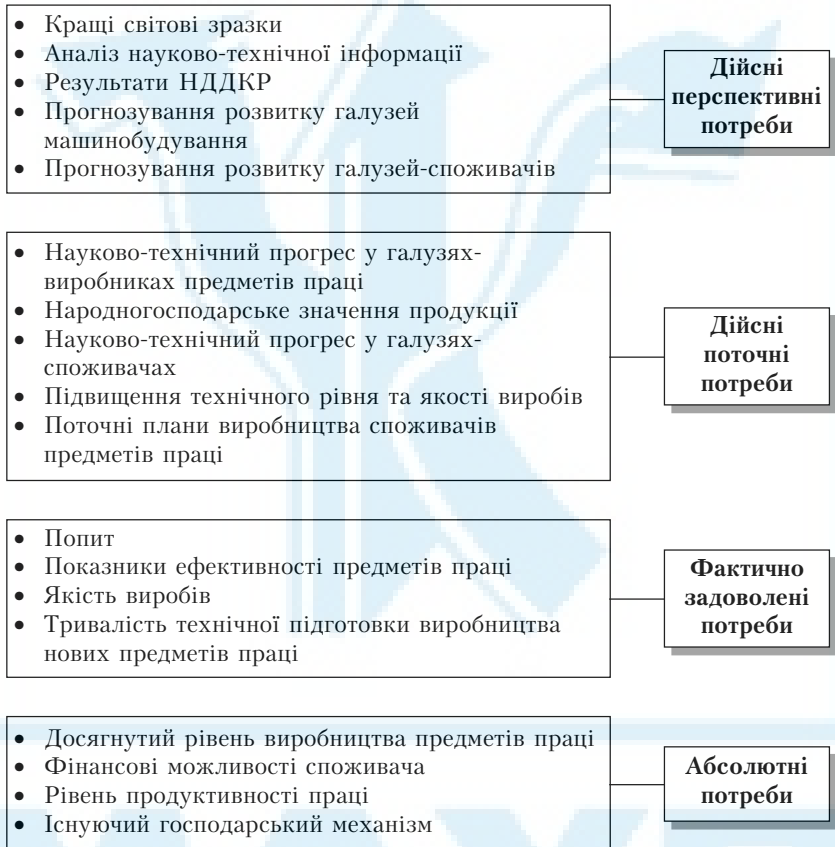 • Кращі світові зразки
• Аналіз науково-технічної інформації
• Результати НДДКР
• Прогнозування розвитку галузей
машинобудування
• Прогнозування розвитку галузей-споживачів
Дійсні
перспективні
потреби
• Науково-технічний прогрес у галузях-
виробниках предметів праці
• Народногосподарське значення продукції
• Науково-технічний прогрес у галузях-
споживачах
• Підвищення технічного рівня та якості виробів
• Поточні плани виробництва споживачів
предметів праці
Дійсні
поточні
потреби
• Попит
• Показники ефективності предметів праці
• Якість виробів
• Тривалість технічної підготовки виробництва
нових предметів праці
Фактично
задоволені
потреби
• Досягнутий рівень виробництва предметів праці
• Фінансові можливості споживача
• Рівень продуктивності праці
• Існуючий господарський механізм
Абсолютні
потреби